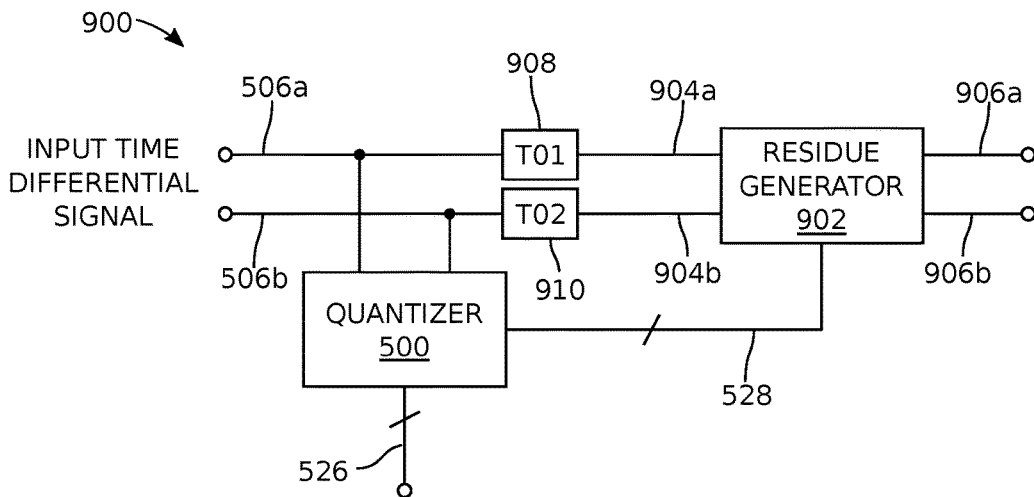 900
506a
908
904a
906a
INPUT TIME
DIFFERENTIAL
SIGNAL
T01
RESIDUE
GENERATOR
902
T02
506b
910
904b
906b
QUANTIZER
500
528
526